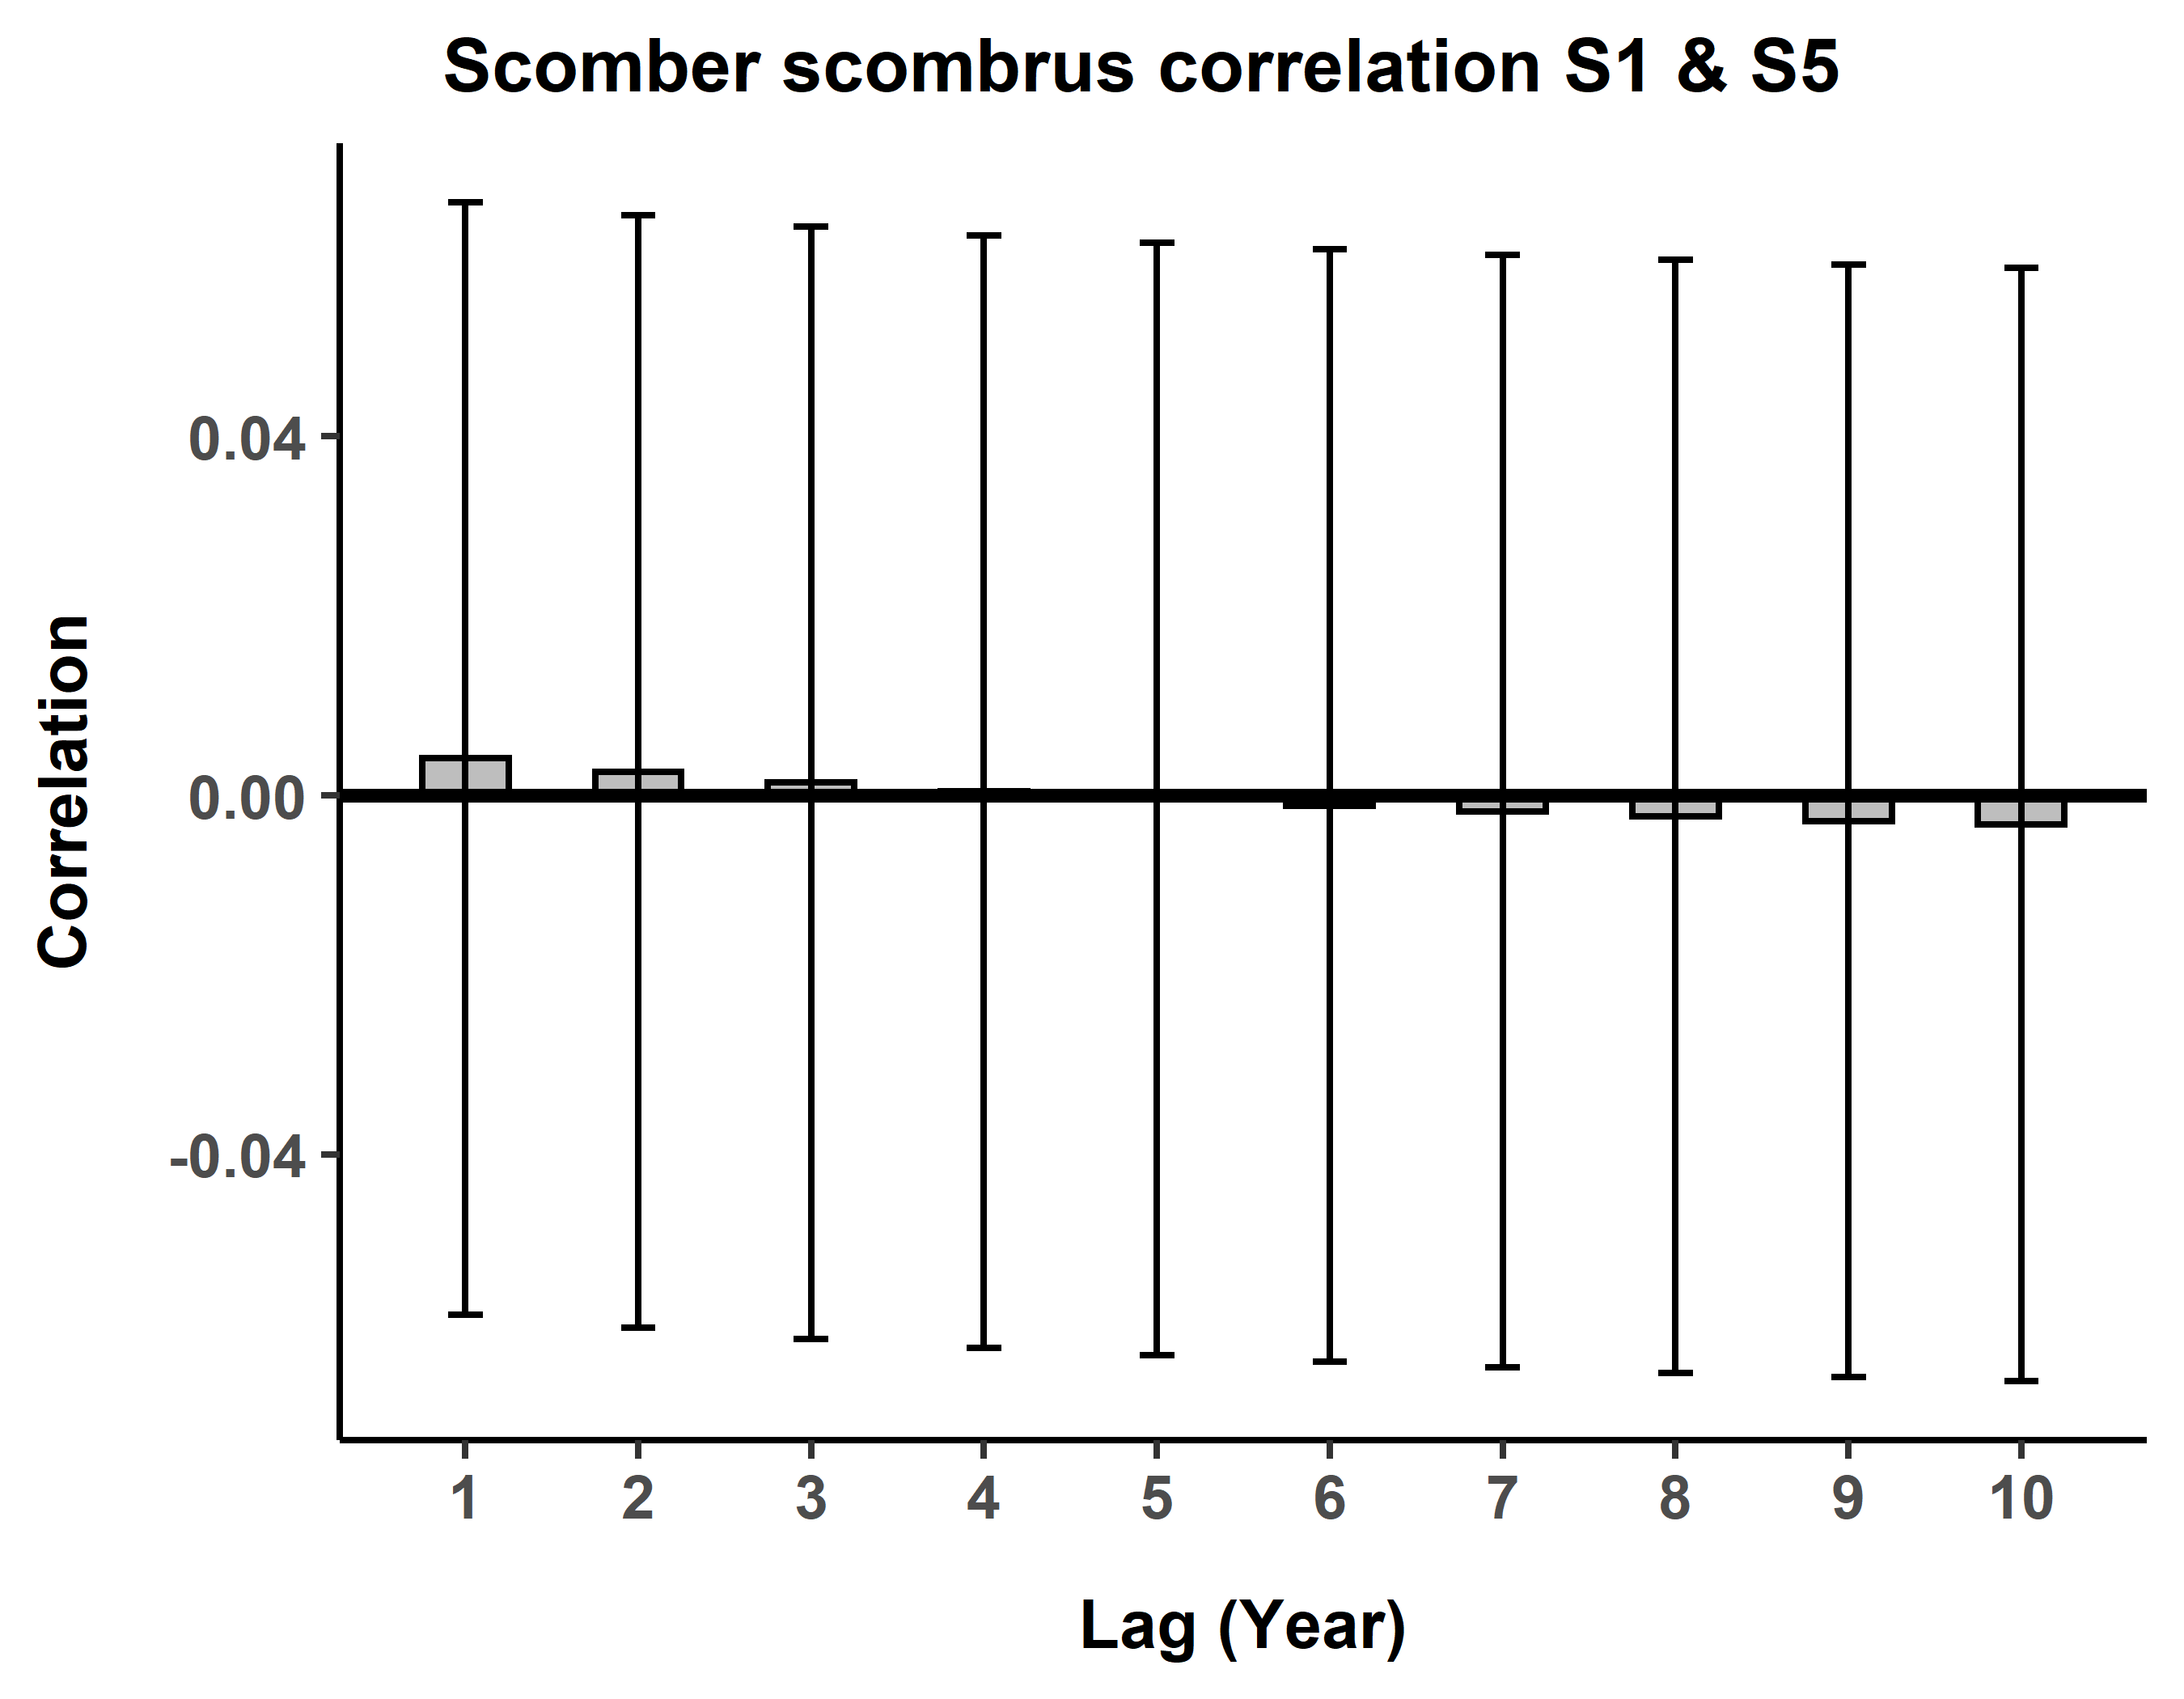 Scomber scombrus correlation S1 & S5
Correlation
0.04
0.00
-0.04
1 2 3 4 5 6 7 8 9 10
Lag (Year)